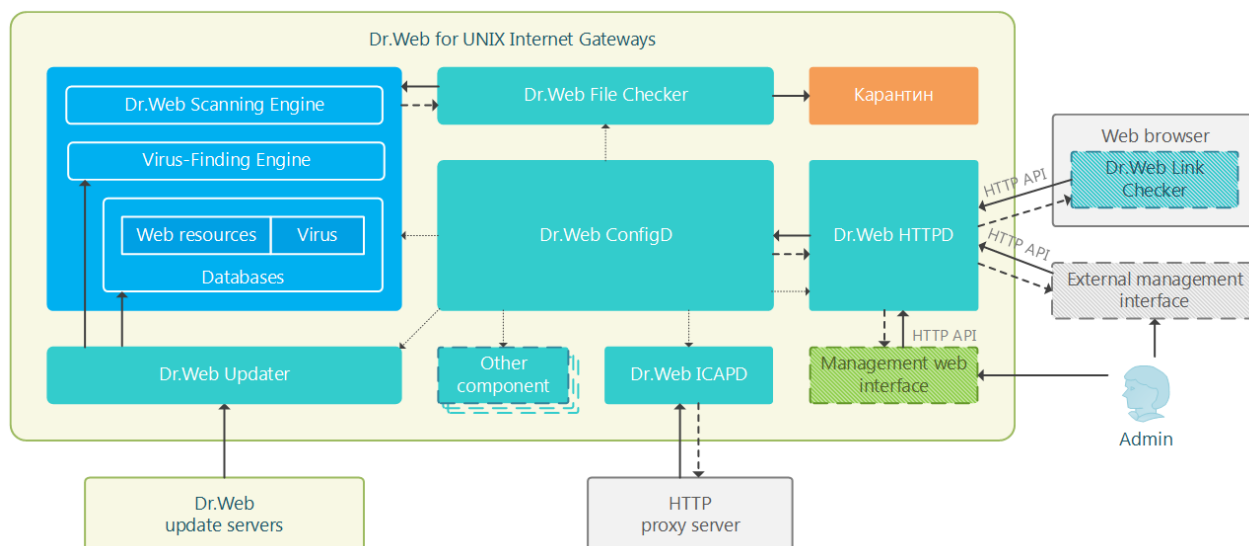 Dr.Web for UNIX Internet Gateways
Dr.Web Scanning Engine
Dr.Web File Checker
Карантин
Virus-Finding Engine
Web resources
Virus
Databases
Dr.Web ConfigD
Dr.Web HTTPD
Web browser
Dr.Web Link
Checker
HTTP API
HTTP API
External management
interface
HTTP API
Dr.Web Updater
Other
component
Dr.Web ICAPD
Management web
interface
Admin
Dr.Web
update servers
HTTP
proxy server